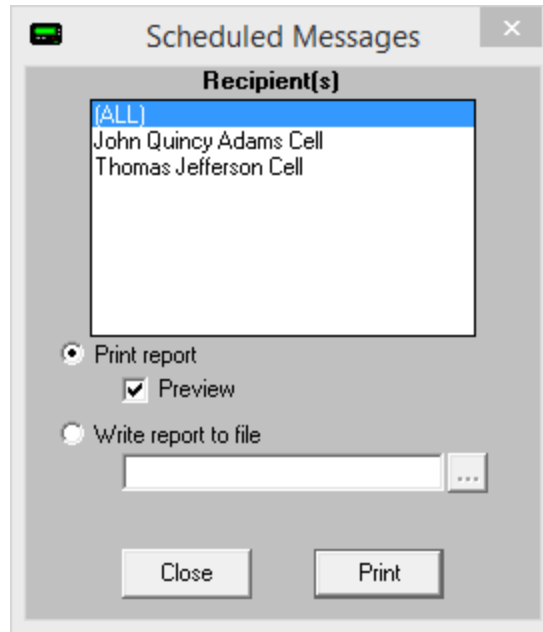 Scheduled Messages
Recipient(s)
(ALL)
John Quincy Adams Cell
Thomas Jefferson Cell
Print report
Preview
Write report to file
...
Close Print